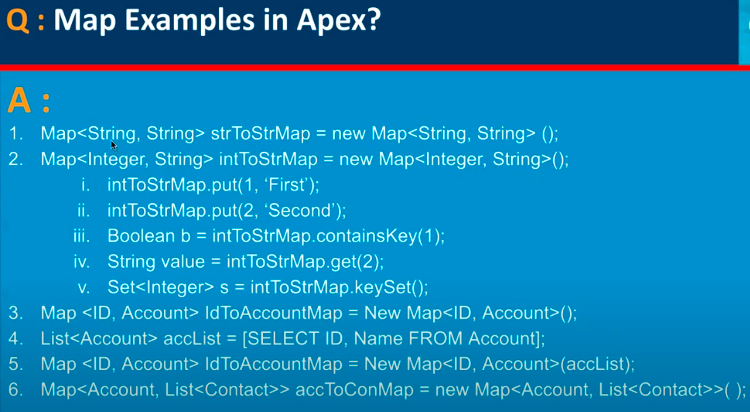 Q : Map Examples in Apex?
A :
1. Map<String, String> strToStrMap = new Map<String, String> ();
2. Map<Integer, String> intToStrMap = new Map<Integer, String>();
i. intToStrMap.put(1, ‘First’);
ii. intToStrMap.put(2, ‘Second’);
iii. Boolean b = intToStrMap.containsKey(1);
iv. String value = intToStrMap.get(2);
v. Set<Integer> s = intToStrMap.keySet();
3. Map <ID, Account> IdToAccountMap = New Map<ID, Account>();
4. List<Account> accList = [SELECT ID, Name FROM Account];
5. Map <ID, Account> IdToAccountMap = New Map<ID, Account>(accList);
6. Map<Account, List<Contact>> accToConMap = new Map<Account, List<Contact>>( );